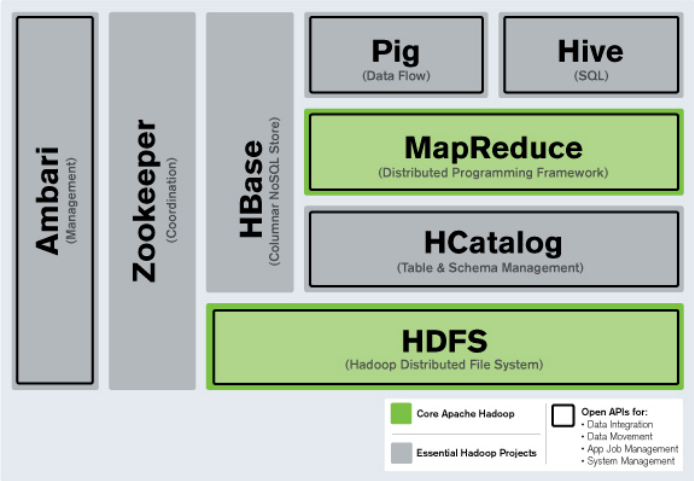 Ambari
(Management)
Zookeeper
(Coordination)
HBase
(Columnar NoSQL Store)
Pig
(Data Flow)
Hive
(SQL)
MapReduce
(Distributed Programming Framework)
HCatalog
(Table & Schema Management)
HDFS
(Hadoop Distributed File System)
Core Apache Hadoop
Essential Hadoop Projects
Open APIs for:
• Data Integration
• Data Movement
• App Job Management
• System Management